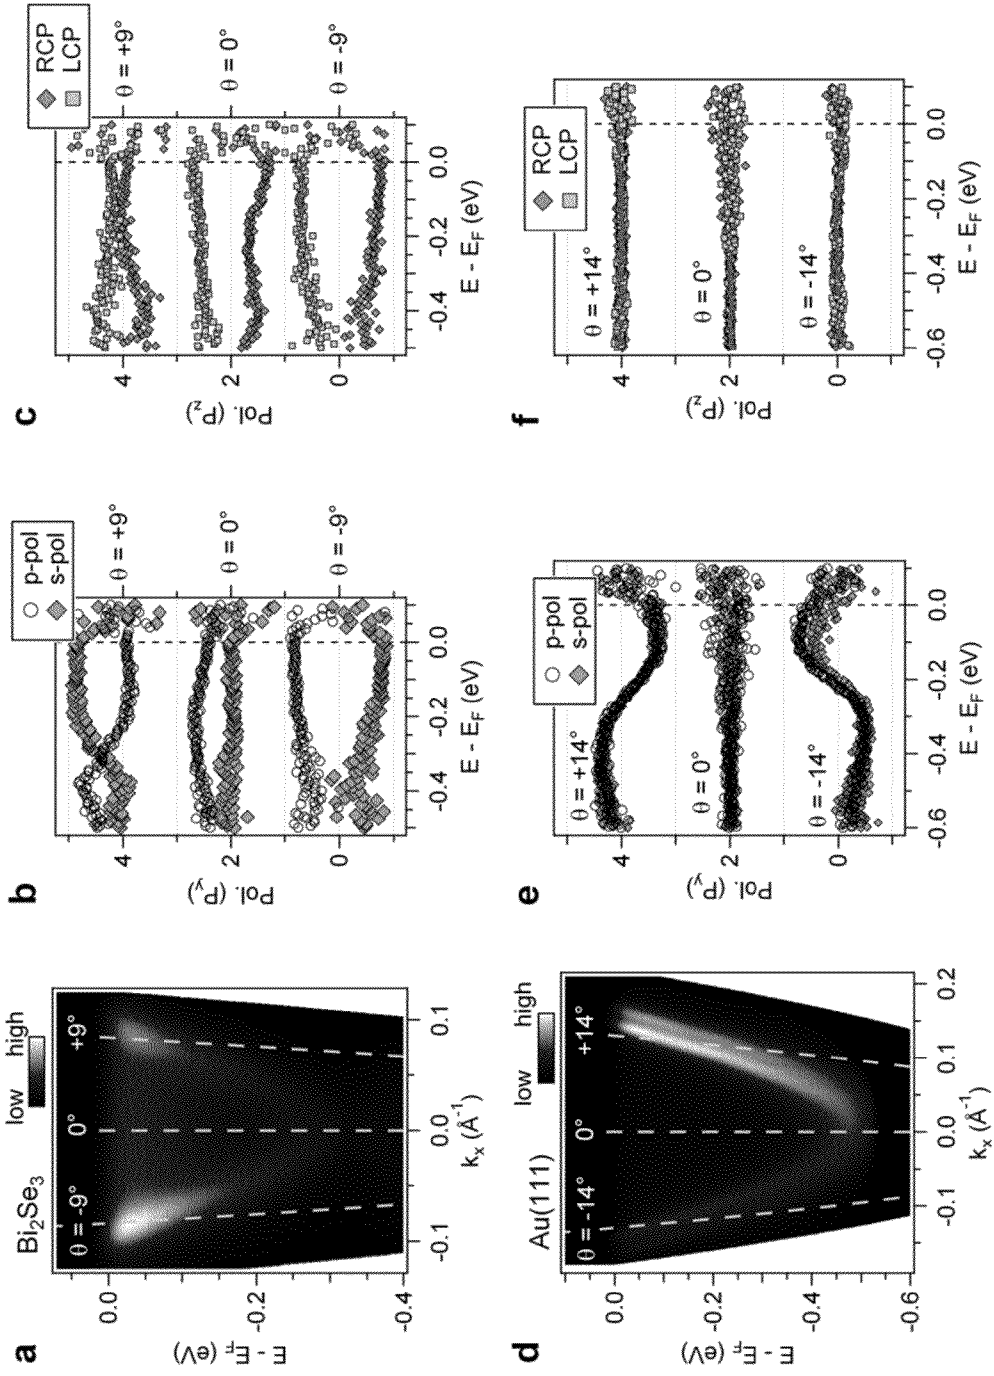 a
Bi2Se3
low high
θ = -9° 0° +9°
E - EF (eV)
0.0
-0.2
-0.4
-0.1 0.0 0.1
kx (Å-1)
b
p-pol
s-pol
θ = +9°
θ = 0°
θ = -9°
Pol. (Py)
4
2
0
-0.4 -0.2 0.0
E - EF (eV)
c
RCP
LCP
θ = +9°
θ = 0°
θ = -9°
Pol. (Pz)
4
2
0
-0.4 -0.2 0.0
E - EF (eV)
d
Au(111)
low high
θ = -14° 0° +14°
E - EF (eV)
0.0
-0.2
-0.4
-0.6
-0.1 0.0 0.1 0.2
kx (Å-1)
e
p-pol
s-pol
θ = +14°
θ = 0°
θ = -14°
Pol. (Py)
4
2
0
-0.6 -0.4 -0.2 0.0
E - EF (eV)
f
RCP
LCP
θ = +14°
θ = 0°
θ = -14°
Pol. (Pz)
4
2
0
-0.6 -0.4 -0.2 0.0
E - EF (eV)